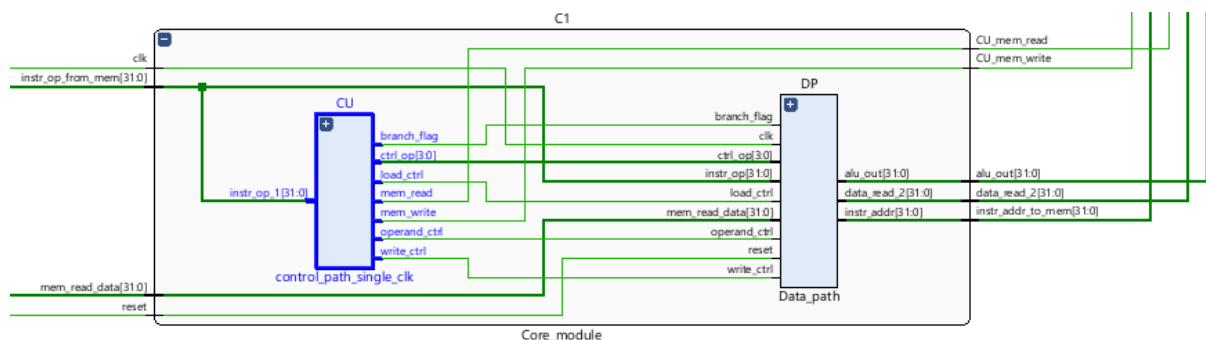 C1
clk
instr_op_from_mem[31:0]
CU_mem_read
CU_mem_write
CU
instr_op_1[31:0]
branch_flag
ctrl_op[3:0]
load_ctrl
mem_read
mem_write
operand_ctrl
write_ctrl
control_path_single_clk
DP
branch_flag
clk
ctrl_op[3:0]
instr_op[31:0]
load_ctrl
mem_read_data[31:0]
operand_ctrl
reset
write_ctrl
alu_out[31:0]
data_read_2[31:0]
instr_addr[31:0]
Data_path
alu_out[31:0]
data_read_2[31:0]
instr_addr_to_mem[31:0]
mem_read_data[31:0]
reset
Core_module